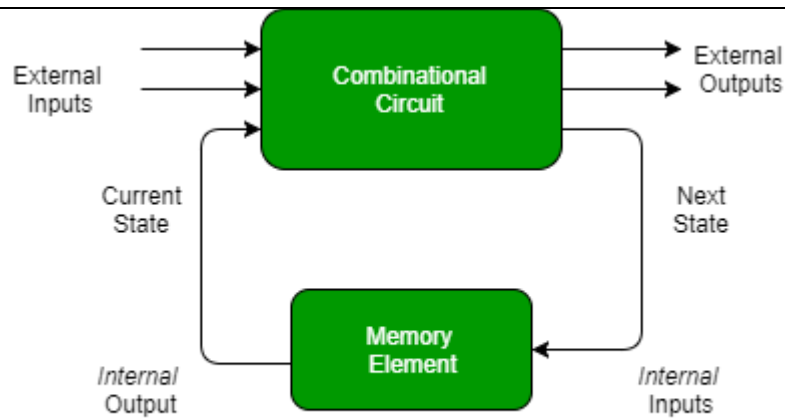 External
Inputs
Combinational
Circuit
External
Outputs
Current
State
Next
State
Memory
Element
Internal
Output
Internal
Inputs